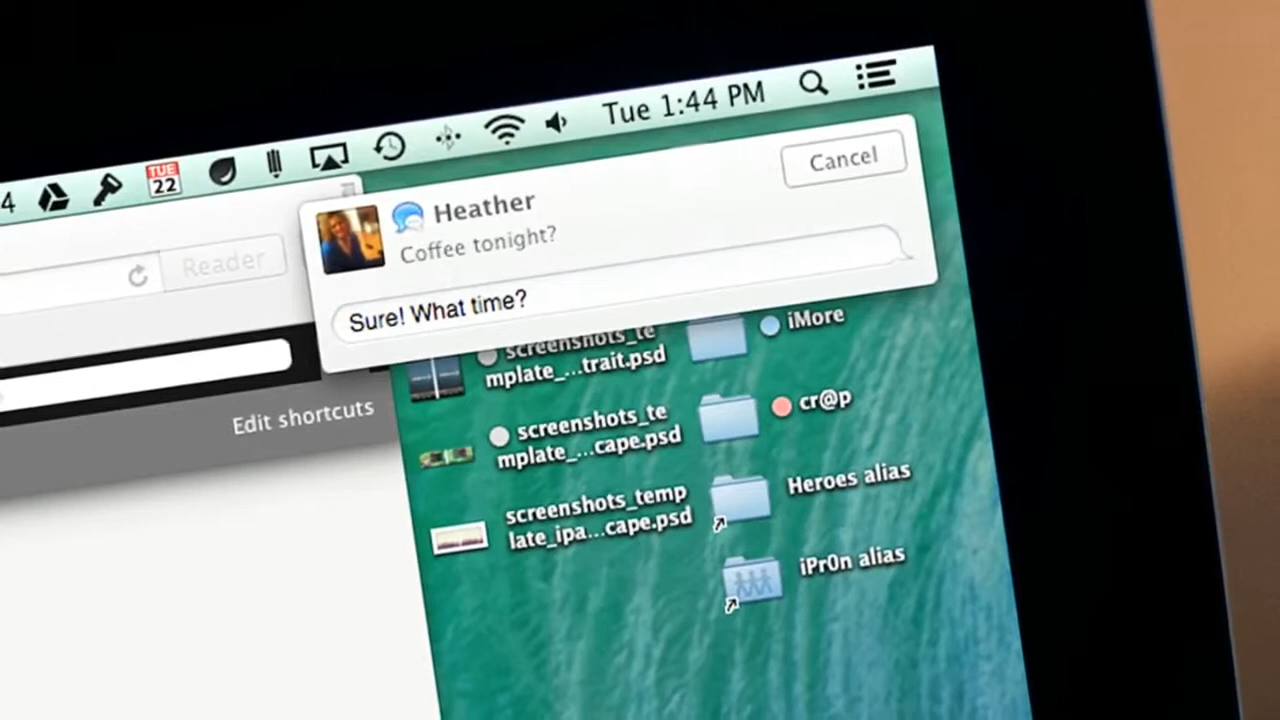 4
TUE
22
Tue 1:44 PM
Reader
Heather
Coffee tonight?
Cancel
Sure! What time?
Edit shortcuts
screenshots_te
mplate_...trait.psd
screenshots_te
mplate_...cape.psd
screenshots_temp
late_ipa...cape.psd
iMore
cr@p
Heroes alias
iPr0n alias